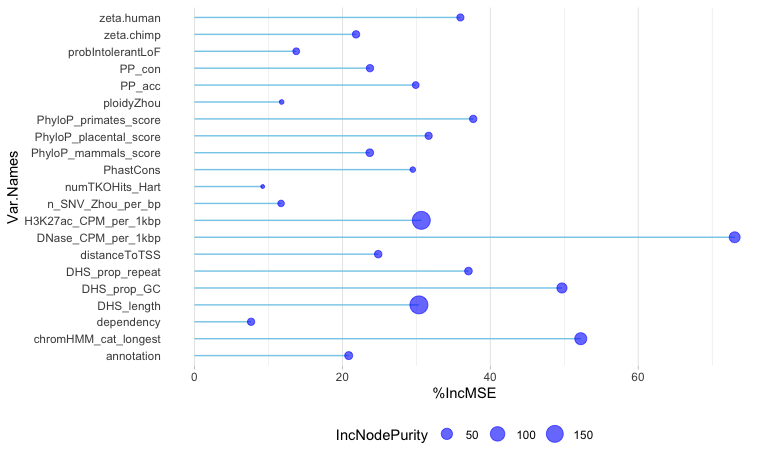 zeta.human
zeta.chimp
probIntolerantLoF
PP_con
PP_acc
ploidyZhou
PhyloP_primates_score
PhyloP_placental_score
PhyloP_mammals_score
PhastCons
numTKOHits_Hart
n_SNV_Zhou_per_bp
H3K27ac_CPM_per_1kbp
DNase_CPM_per_1kbp
distanceToTSS
DHS_prop_repeat
DHS_prop_GC
DHS_length
dependency
chromHMM_cat_longest
annotation
Var.Names
0 20 40 60
%IncMSE
IncNodePurity 50 100 150